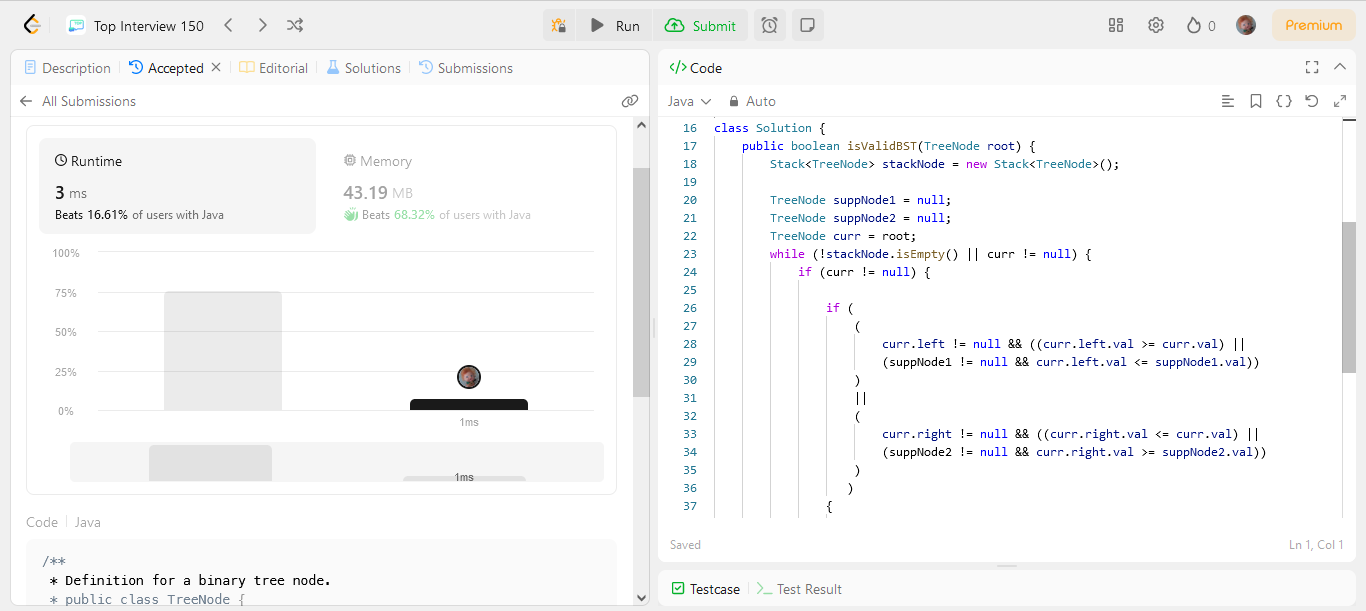 Top Interview 150
Run
Submit
0
Premium
Description
Accepted
Editorial
Solutions
Submissions
All Submissions
Runtime
3 ms
Beats 16.61% of users with Java
Memory
43.19 MB
Beats 68.32% of users with Java
100%
75%
50%
25%
0%
1ms
1ms
Code
Java
/**
* Definition for a binary tree node.
* public class TreeNode {
</> Code
Java
Auto
16 class Solution {
17 public boolean isValidBST(TreeNode root) {
18 Stack<TreeNode> stackNode = new Stack<TreeNode>();
19
20 TreeNode suppNode1 = null;
21 TreeNode suppNode2 = null;
22 TreeNode curr = root;
23 while (!stackNode.isEmpty() || curr != null) {
24 if (curr != null) {
25
26 if (
27 (
28 curr.left != null && ((curr.left.val >= curr.val) ||
29 (suppNode1 != null && curr.left.val <= suppNode1.val))
30 )
31 ||
32 (
33 curr.right != null && ((curr.right.val <= curr.val) ||
34 (suppNode2 != null && curr.right.val >= suppNode2.val))
35 )
36 )
37 {
Saved
Ln 1, Col 1
Testcase
Test Result